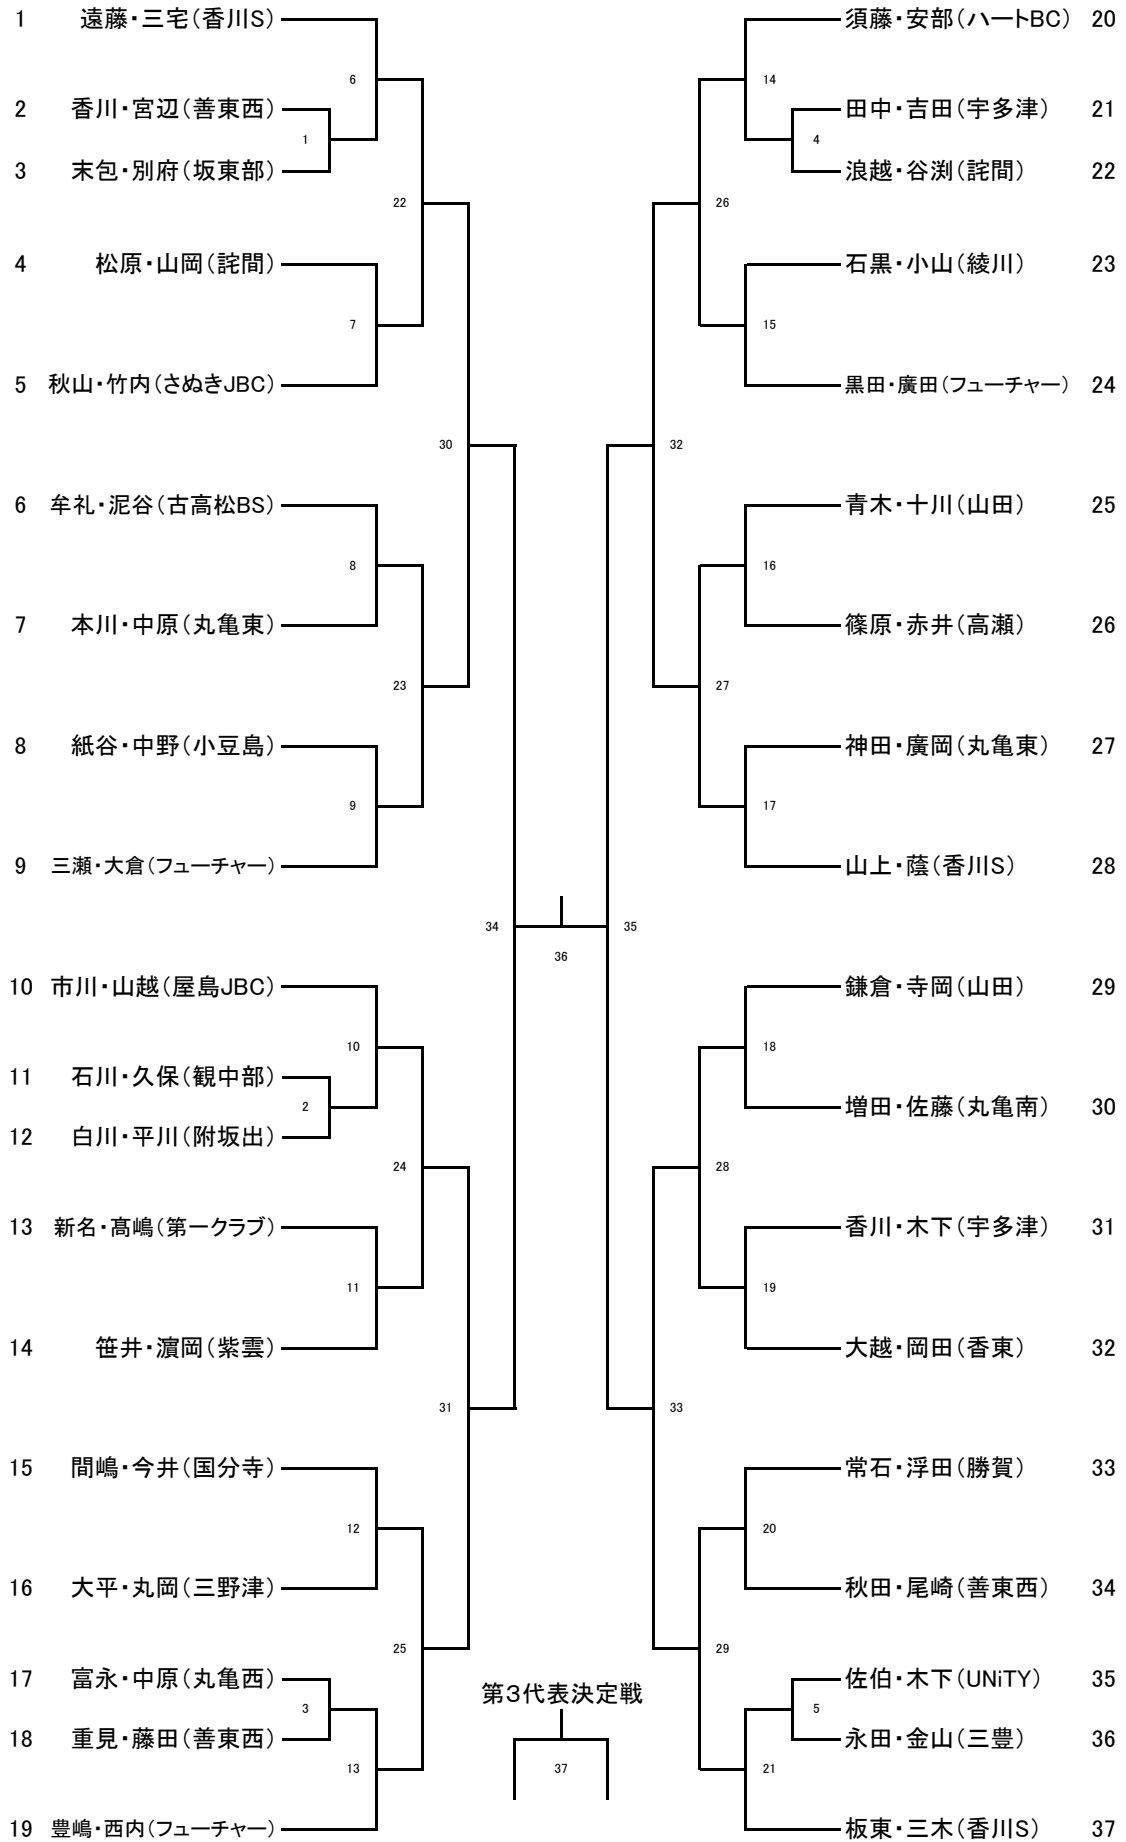 1 遠藤・三宅(香川S)
6
2 香川・宮辺(善東西)
1
3 末包・別府(坂東部)
22
4 松原・山岡(詫間)
7
5 秋山・竹内(さぬきJBC)
30
6 牟礼・泥谷(古高松BS)
8
7 本川・中原(丸亀東)
23
8 紙谷・中野(小豆島)
9
9 三瀬・大倉(フューチャー)
34
10 市川・山越(屋島JBC)
10
11 石川・久保(観中部)
2
12 白川・平川(附坂出)
24
13 新名・髙嶋(第一クラブ)
11
14 笹井・濵岡(紫雲)
31
15 間嶋・今井(国分寺)
12
16 大平・丸岡(三野津)
25
17 富永・中原(丸亀西)
3
18 重見・藤田(善東西)
13
19 豊嶋・西内(フューチャー)
36
第3代表決定戦
37
須藤・安部(ハートBC) 20
14
田中・吉田(宇多津) 21
4
浪越・谷渕(詫間) 22
26
石黒・小山(綾川) 23
15
黒田・廣田(フューチャー) 24
32
青木・十川(山田) 25
16
篠原・赤井(高瀬) 26
27
神田・廣岡(丸亀東) 27
17
山上・蔭(香川S) 28
35
鎌倉・寺岡(山田) 29
18
増田・佐藤(丸亀南) 30
28
香川・木下(宇多津) 31
19
大越・岡田(香東) 32
33
常石・浮田(勝賀) 33
20
秋田・尾崎(善東西) 34
29
佐伯・木下(UNiTY) 35
5
永田・金山(三豊) 36
21
板東・三木(香川S) 37